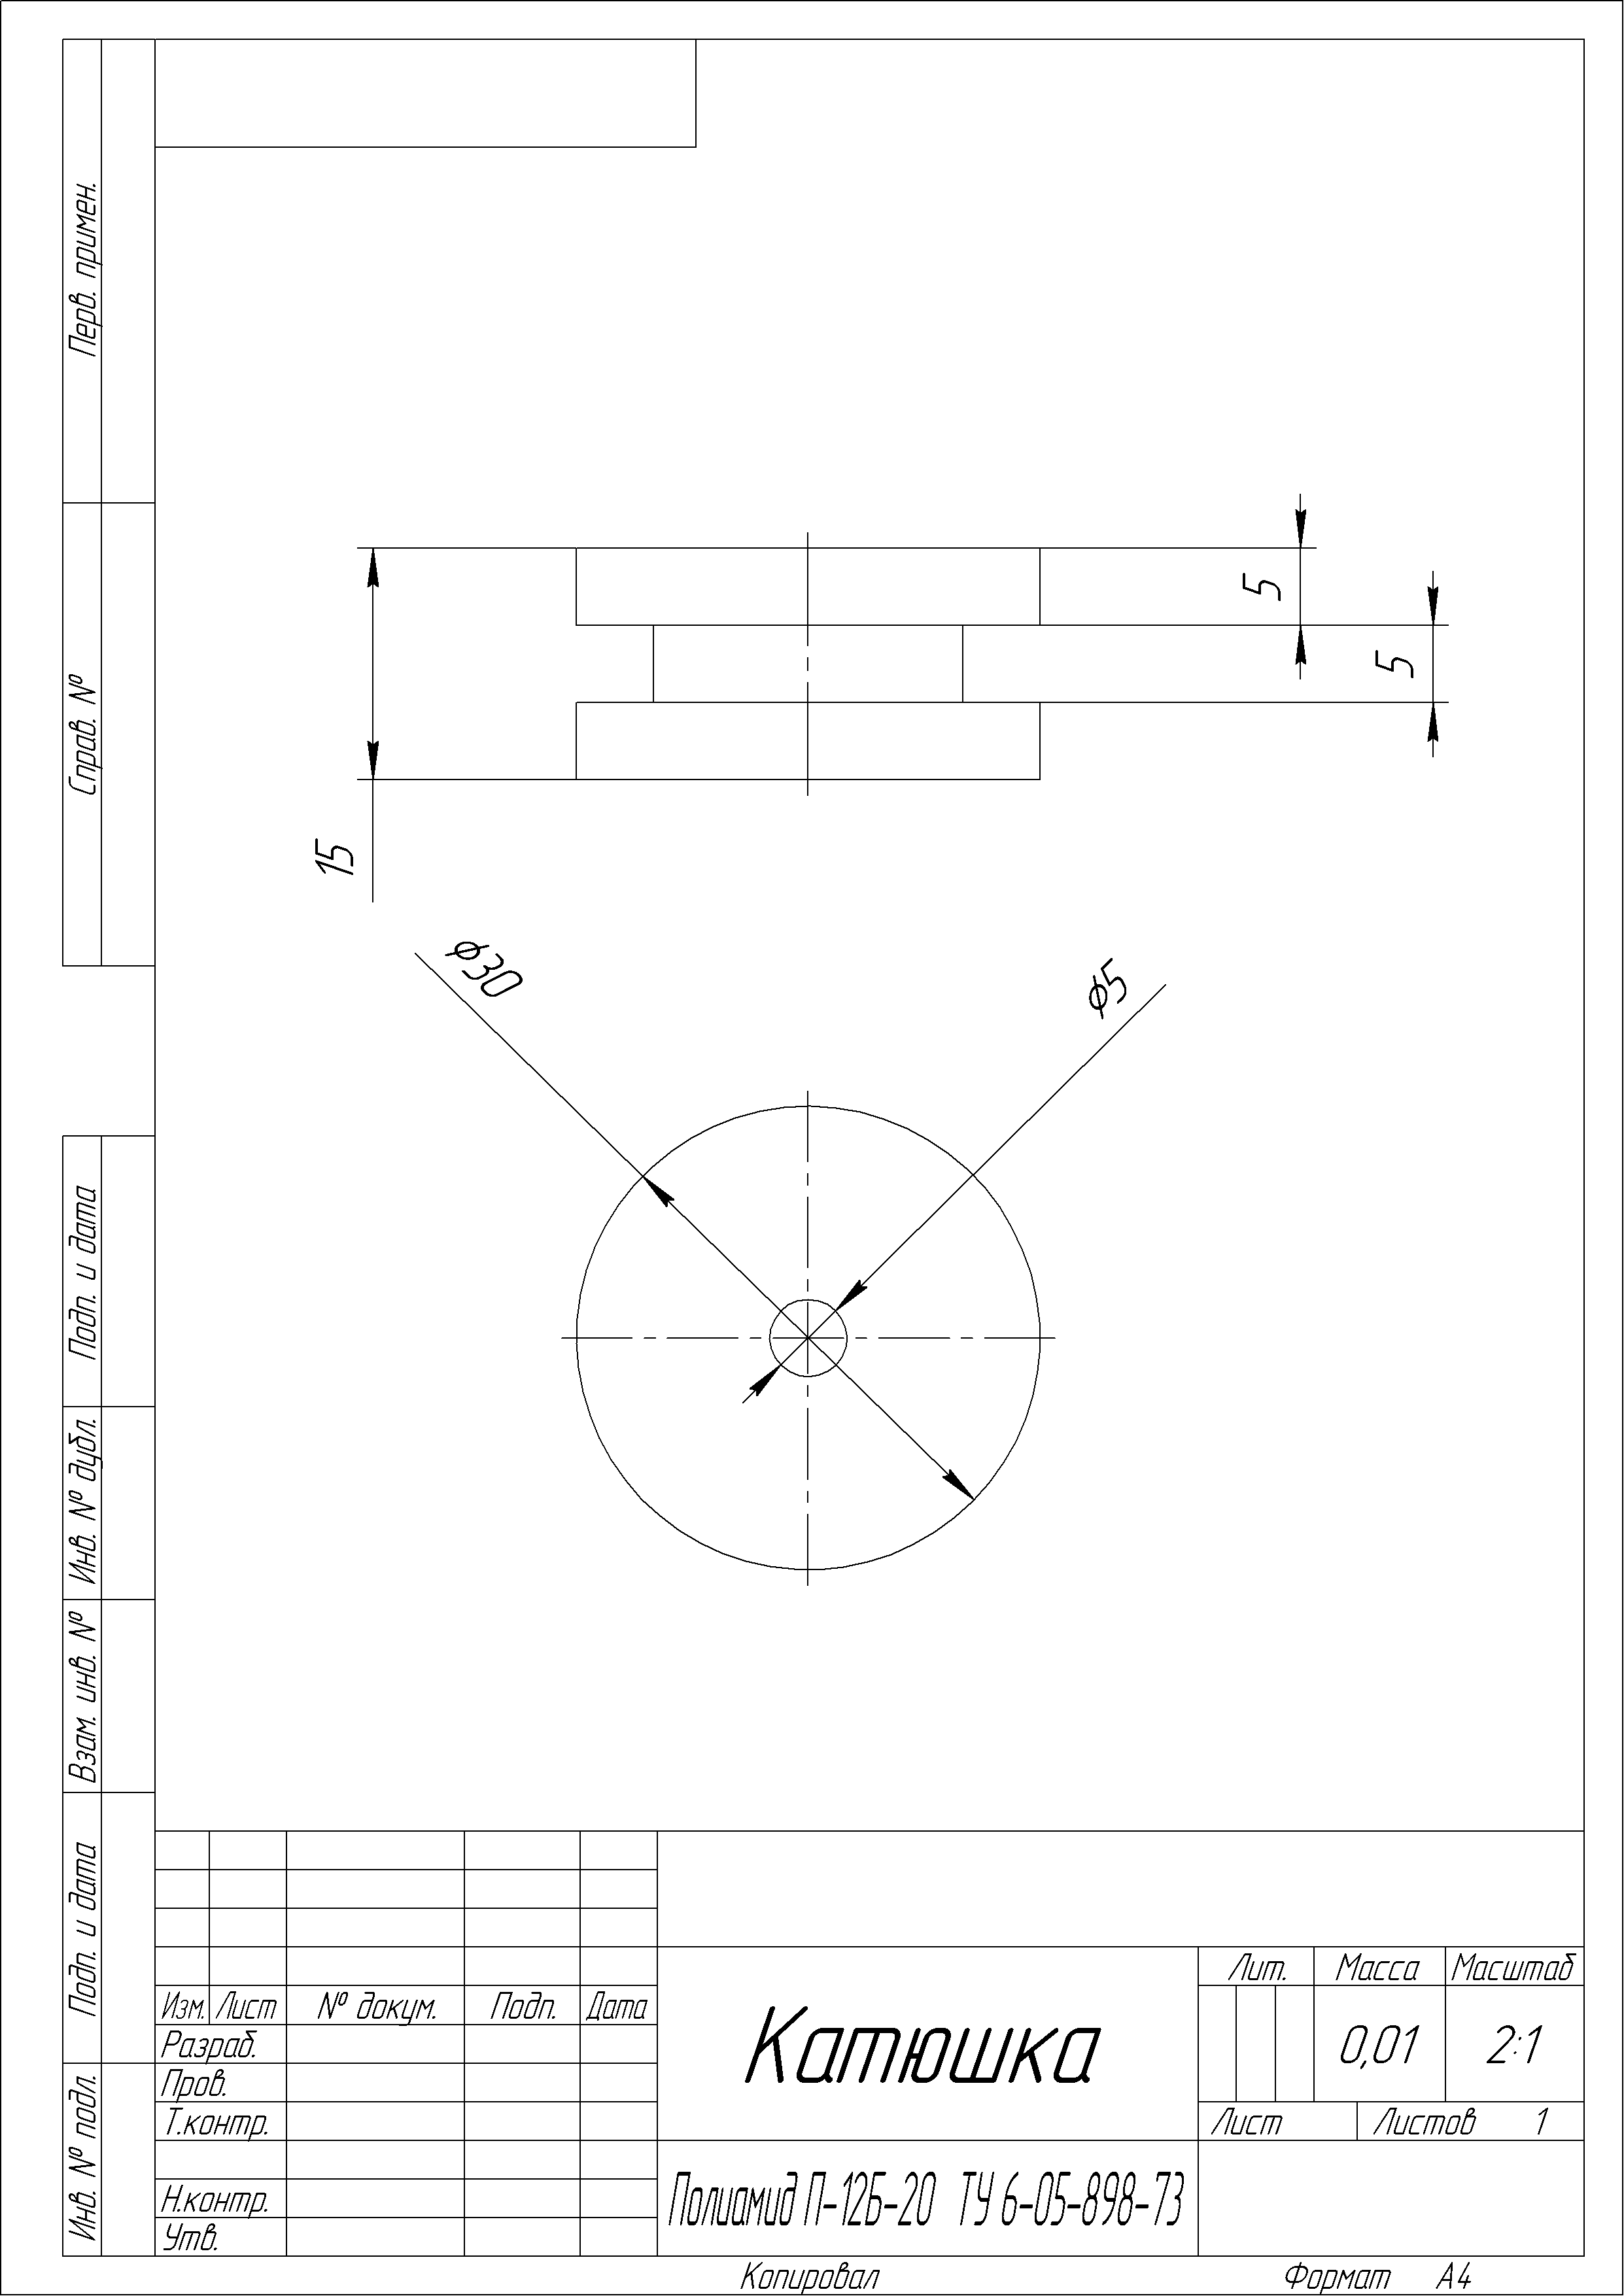 Перв. примен.
Справ. №
Подп. и дата
Инв. № дубл.
Взам. инв. №
Подп. и дата
Инв. № подл.
5
5
15
⌀30
⌀5
Лит. Масса Масштаб
Изм. Лист № докум. Подп. Дата
Разраб.
Пров.
Т.контр.
Н.контр.
Утв.
Катюшка
0,01 2:1
Лист Листов 1
Полиамид П-12Б-20 ТУ 6-05-898-73
Копировал Формат А4